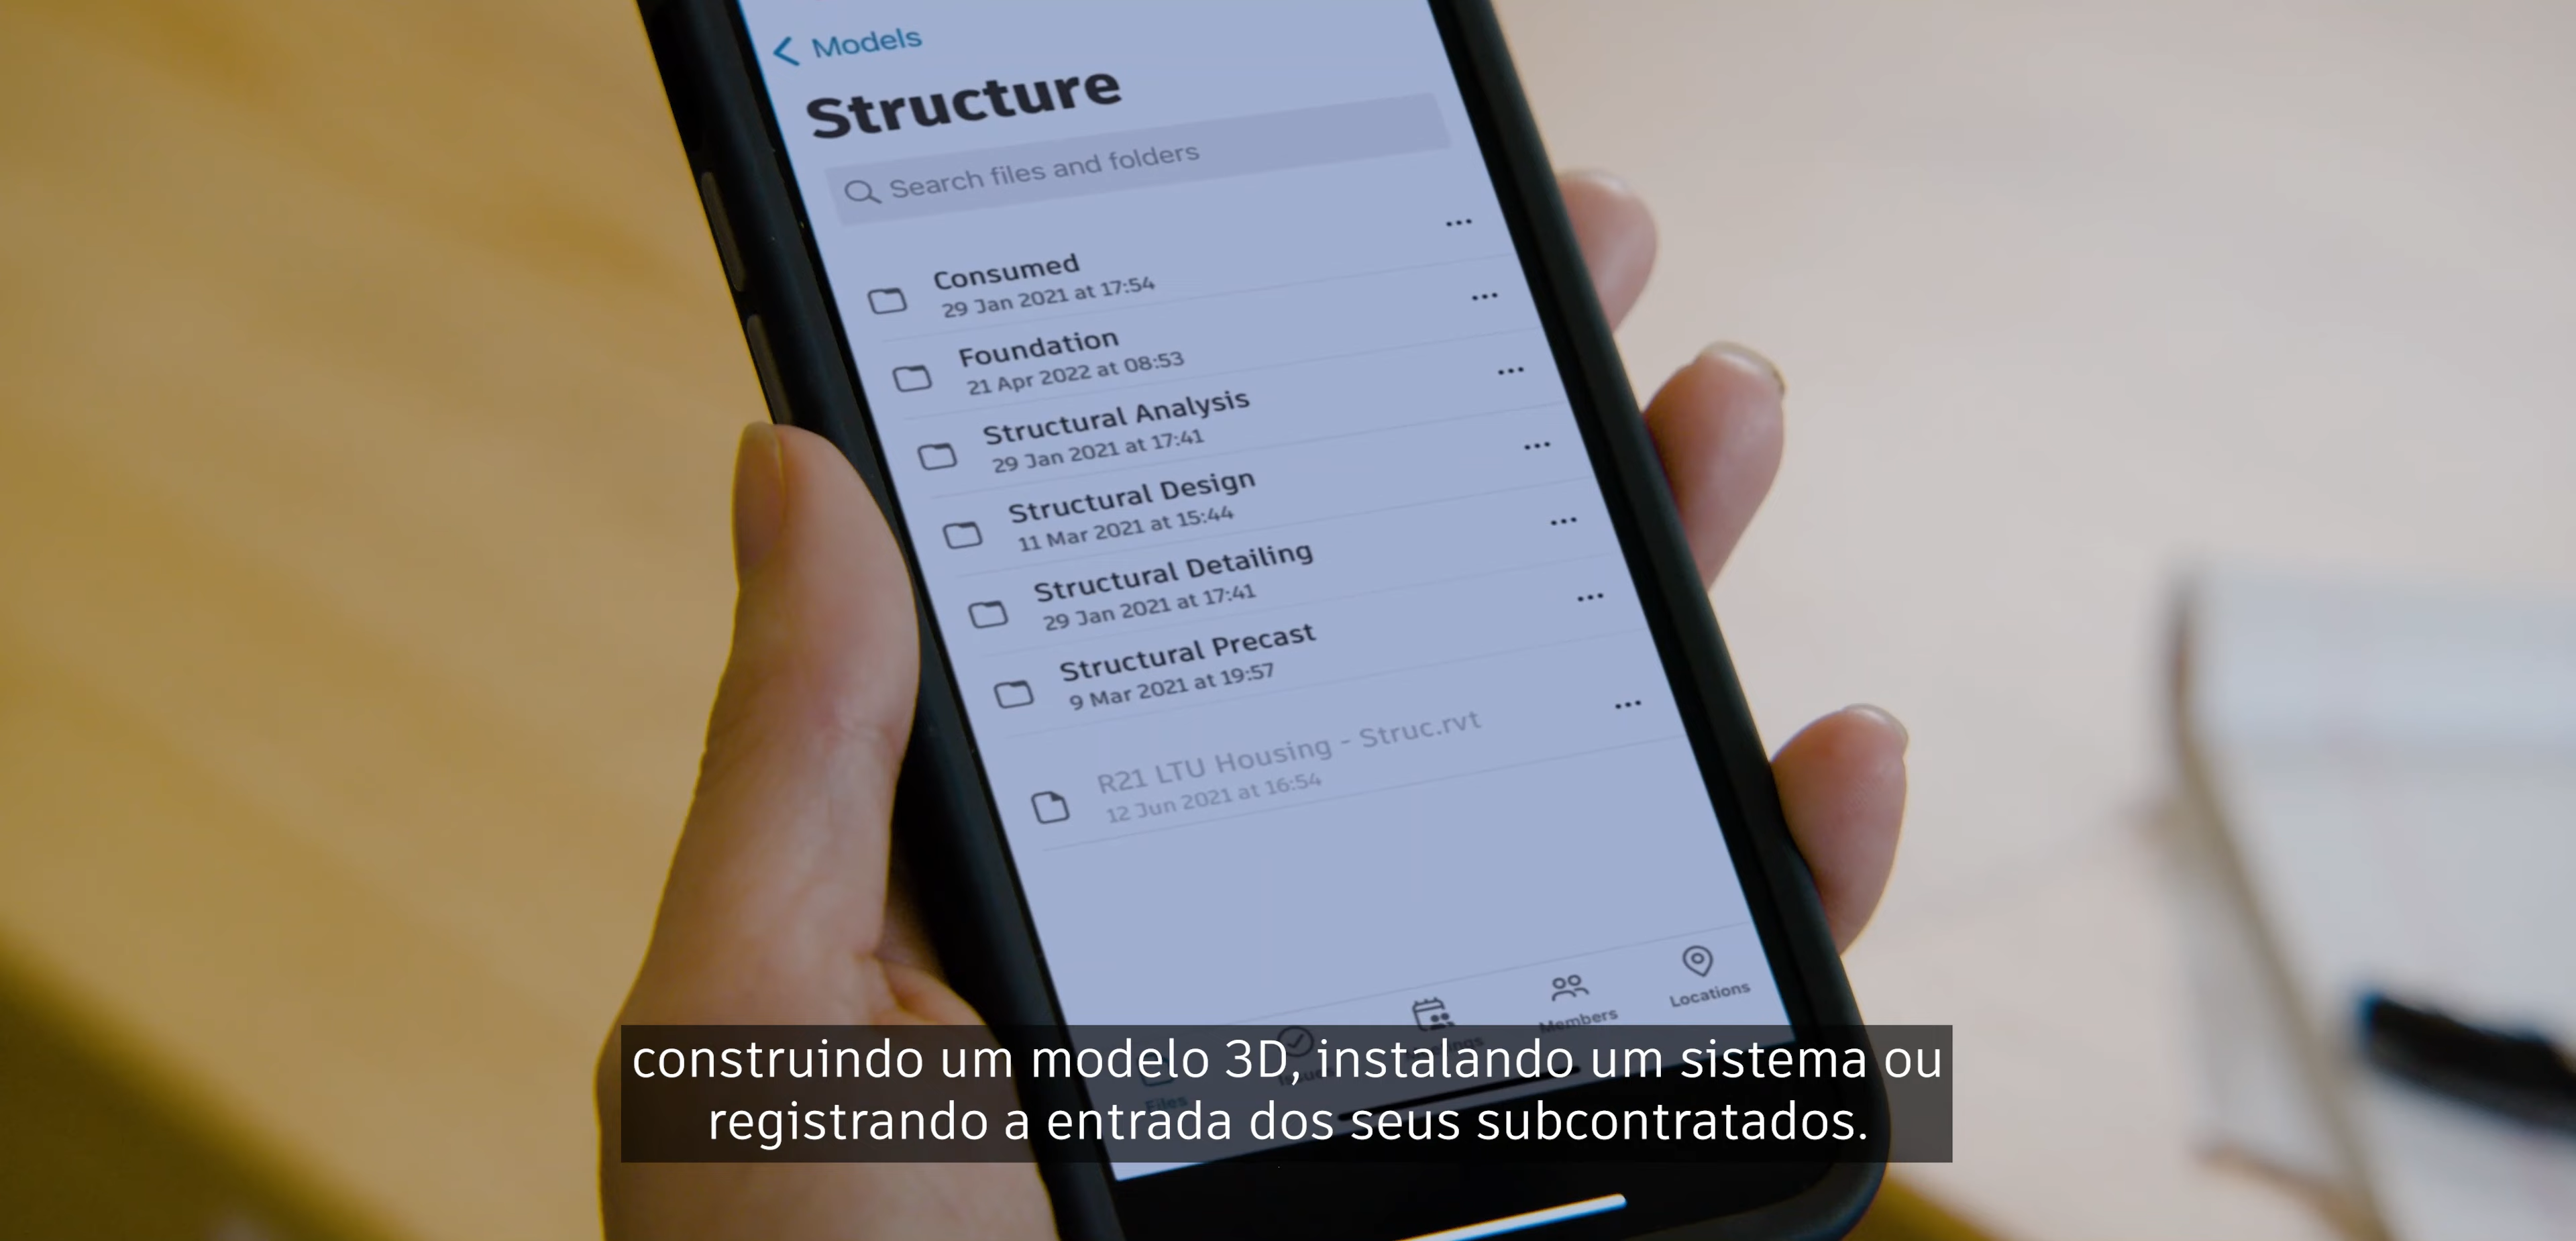 Models
Structure
Search files and folders
Consumed
29 Jan 2021 at 17:54
Foundation
21 Apr 2022 at 08:53
Structural Analysis
29 Jan 2021 at 17:41
Structural Design
11 Mar 2021 at 15:44
Structural Detailing
29 Jan 2021 at 17:41
Structural Precast
9 Mar 2021 at 19:57
R21 LTU Housing - Struc.rvt
12 Jun 2021 at 16:54
Files
Members
Locations
construindo um modelo 3D, instalando um sistema ou
registrando a entrada dos seus subcontratados.